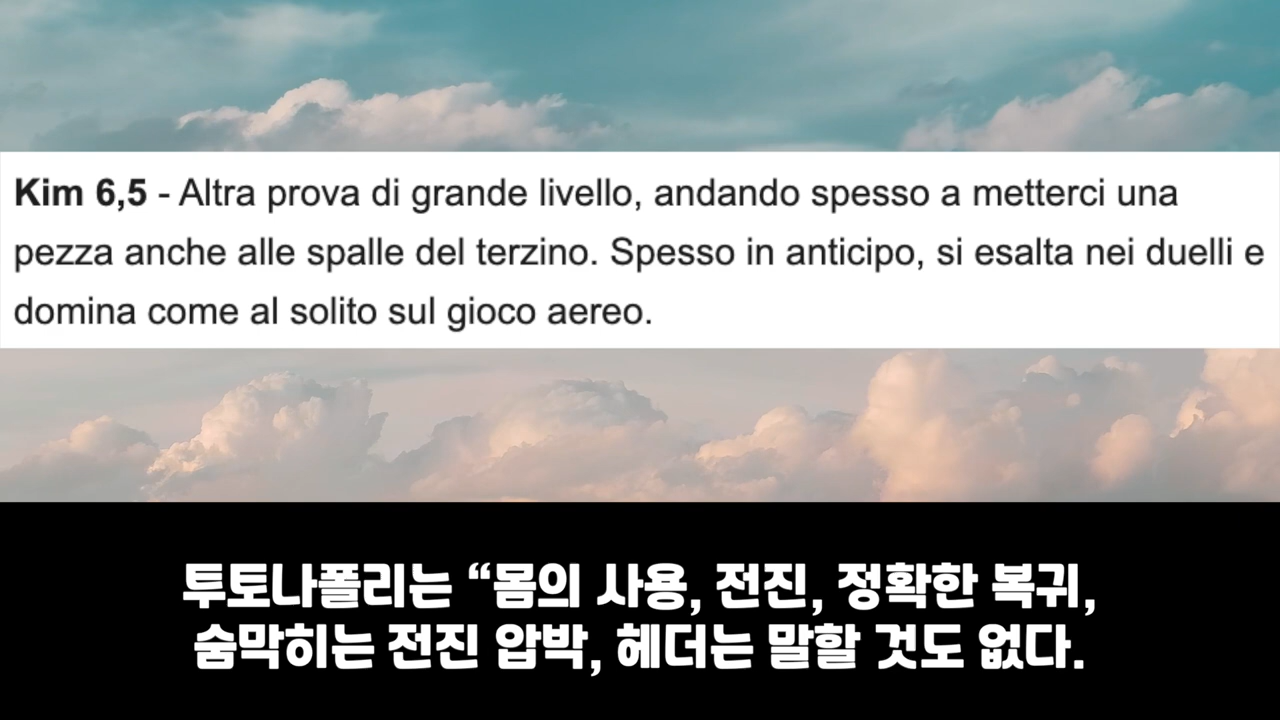 Kim 6,5 - Altra prova di grande livello, andando spesso a metterci una
pezza anche alle spalle del terzino. Spesso in anticipo, si esalta nei duelli e
domina come al solito sul gioco aereo.
투토나폴리는 “몸의 사용, 전진, 정확한 복귀,
숨막히는 전진 압박, 헤더는 말할 것도 없다.